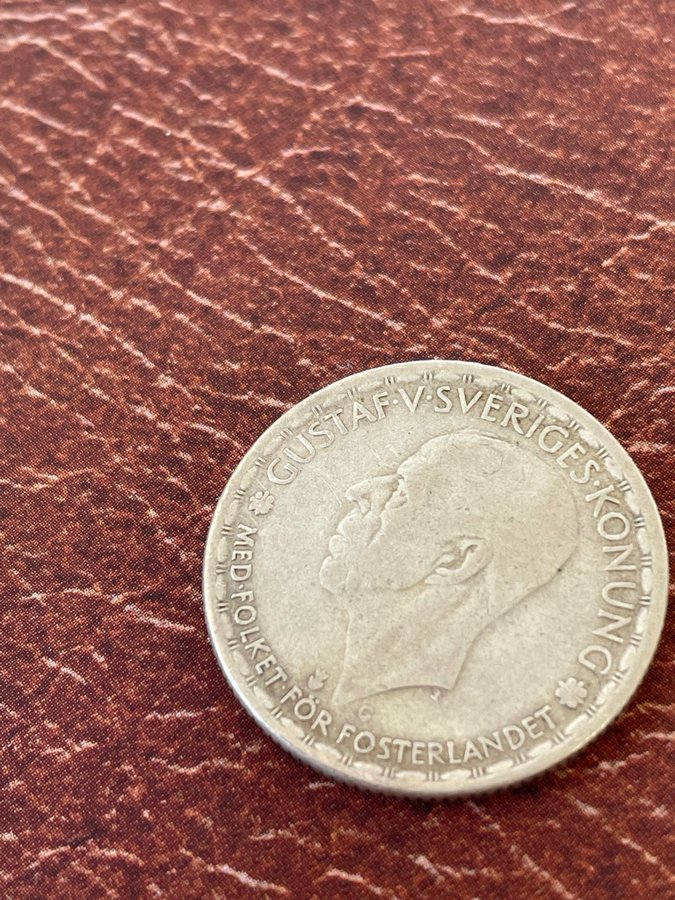 GUSTAF·V·SVERIGES·KONUNG
MED·FOLKET·FÖR FOSTERLANDET
G